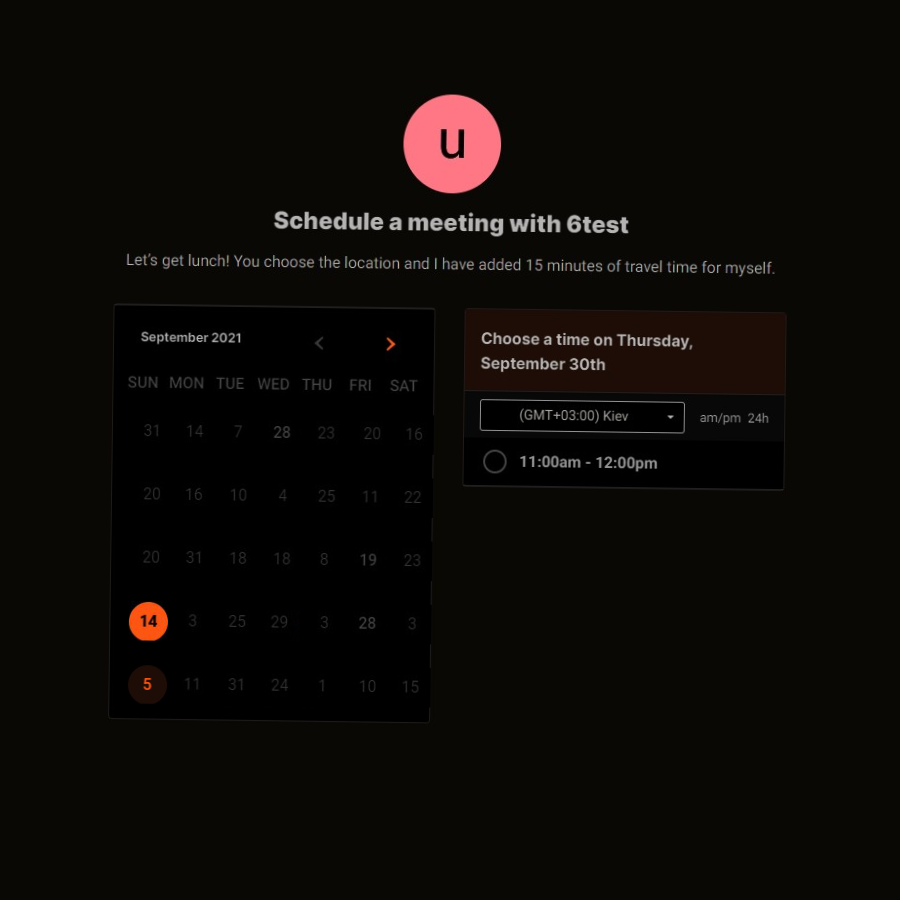 u
Schedule a meeting with 6test
Let's get lunch! You choose the location and I have added 15 minutes of travel time for myself.
September 2021
SUN MON TUE WED THU FRI SAT
31 14 7 28 23 20 16
20 16 10 4 25 11 22
20 31 18 18 8 19 23
14 3 25 29 3 28 3
5 11 31 24 1 10 15
Choose a time on Thursday,
September 30th
(GMT+03:00) Kiev am/pm 24h
11:00am - 12:00pm